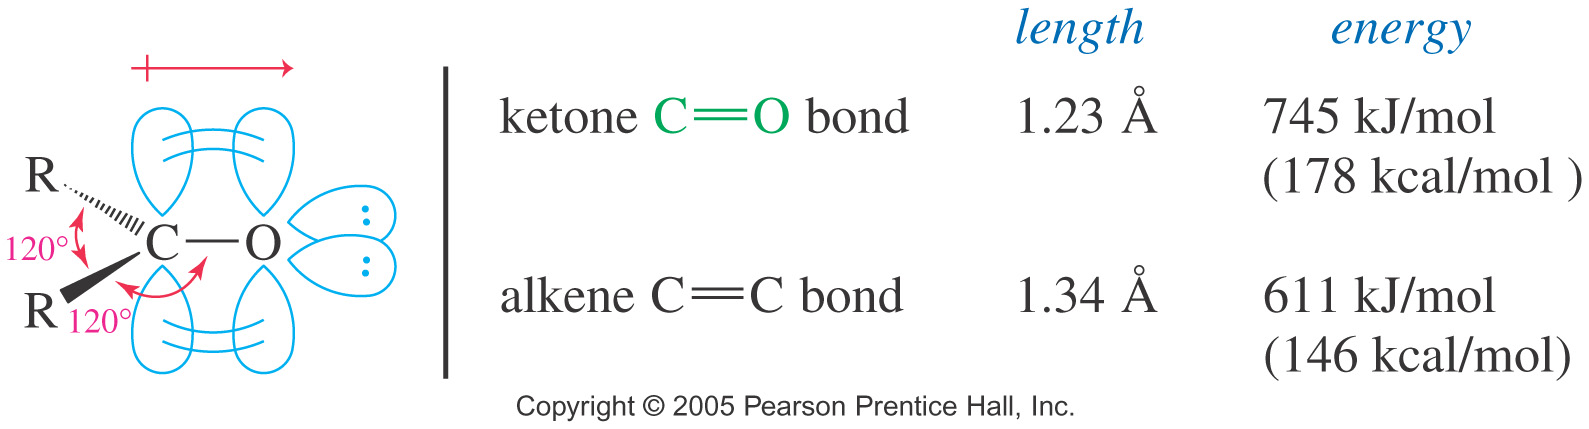 length energy
ketone C=O bond 1.23 Å 745 kJ/mol
(178 kcal/mol )
R
C—O
120°
R
120°
alkene C=C bond 1.34 Å 611 kJ/mol
(146 kcal/mol)
Copyright © 2005 Pearson Prentice Hall, Inc.